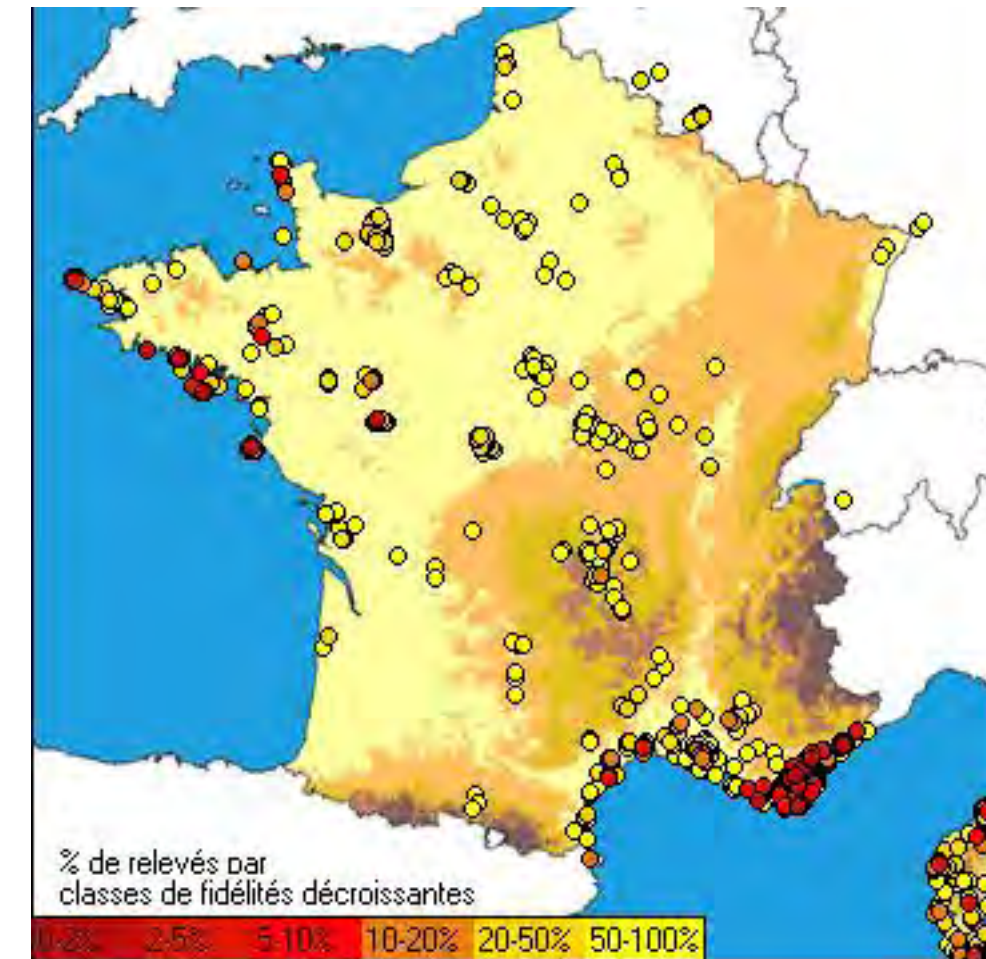 % de relevés par
classes de fidélités décroissantes
0-2% 2-5% 5-10% 10-20% 20-50% 50-100%